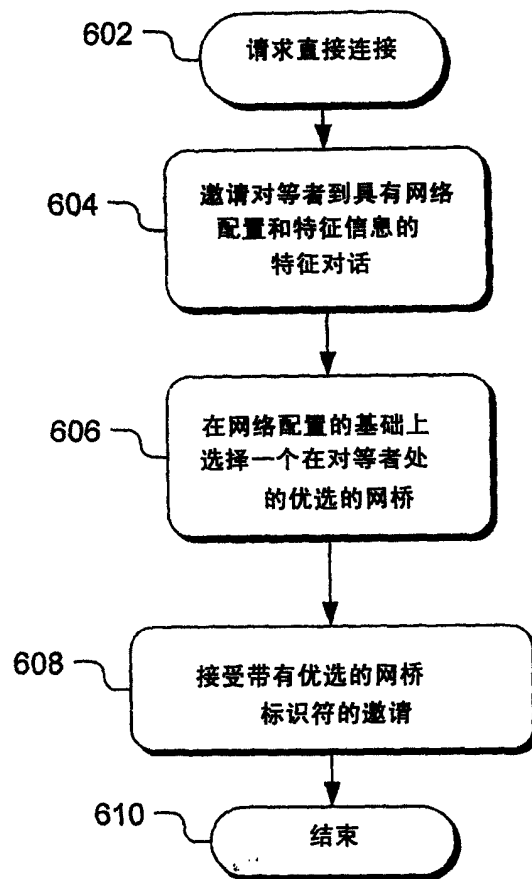 602
请求直接连接
604
邀请对等者到具有网络
配置和特征信息的
特征对话
606
在网络配置的基础上
选择一个在对等者处
的优选的网桥
608
接受带有优选的网桥
标识符的邀请
610
结束